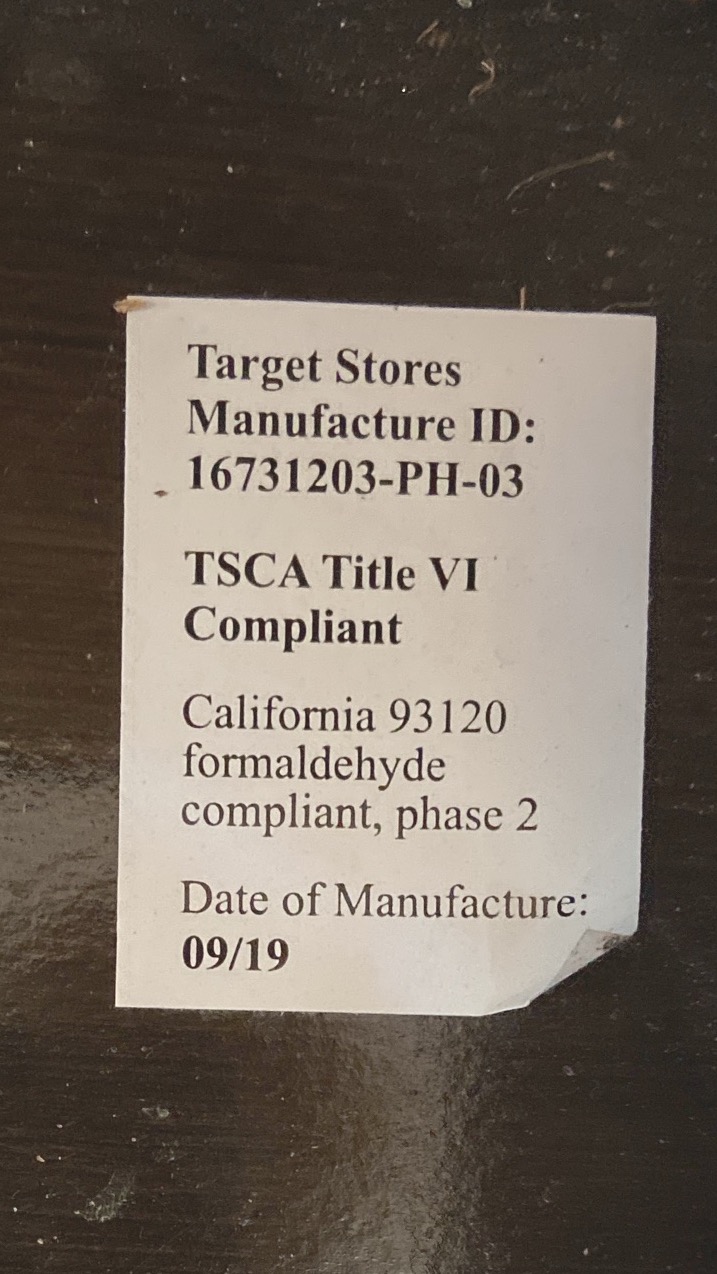 Target Stores
Manufacture ID:
16731203-PH-03
TSCA Title VI
Compliant
California 93120
formaldehyde
compliant, phase 2
Date of Manufacture:
09/19